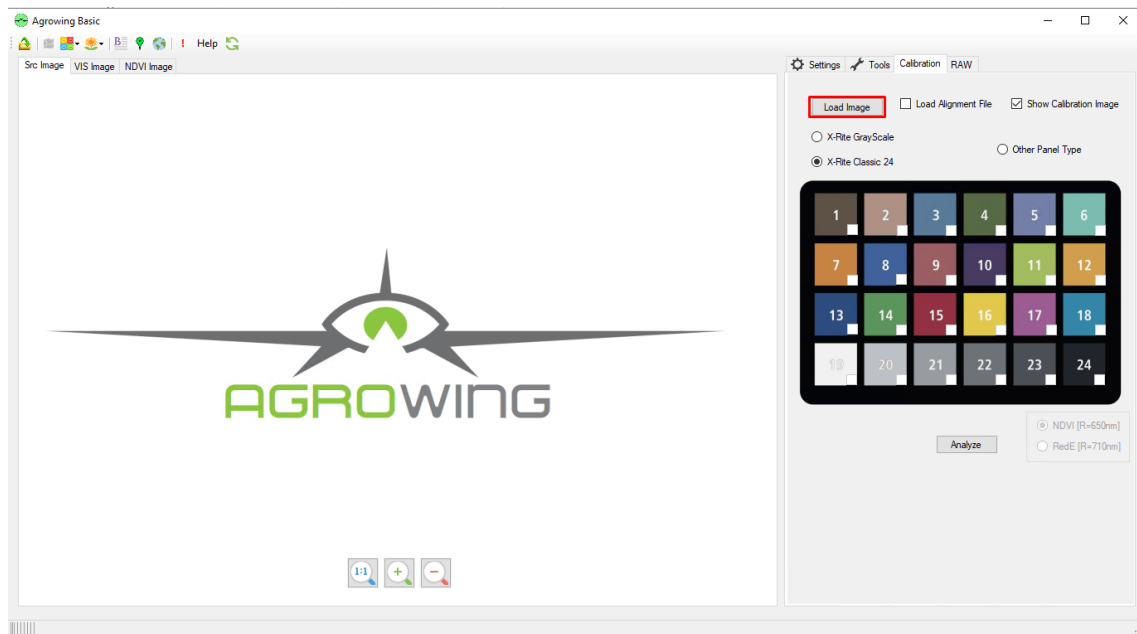 Agrowing Basic
B
! Help
Src Image VIS Image NDVI Image
Settings Tools Calibration RAW
Load Image Load Alignment File Show Calibration Image
X-Rite GrayScale
Other Panel Type
X-Rite Classic 24
1 2 3 4 5 6
7 8 9 10 11 12
13 14 15 16 17 18
19 20 21 22 23 24
AGROWING
NDVI [R=650nm]
Analyze
RedE [R=710nm]
1:1